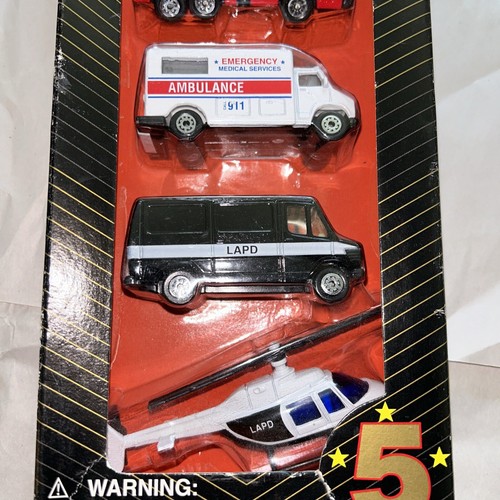 EMERGENCY
MEDICAL SERVICES
AMBULANCE
911
LAPD
LAPD
5
WARNING: